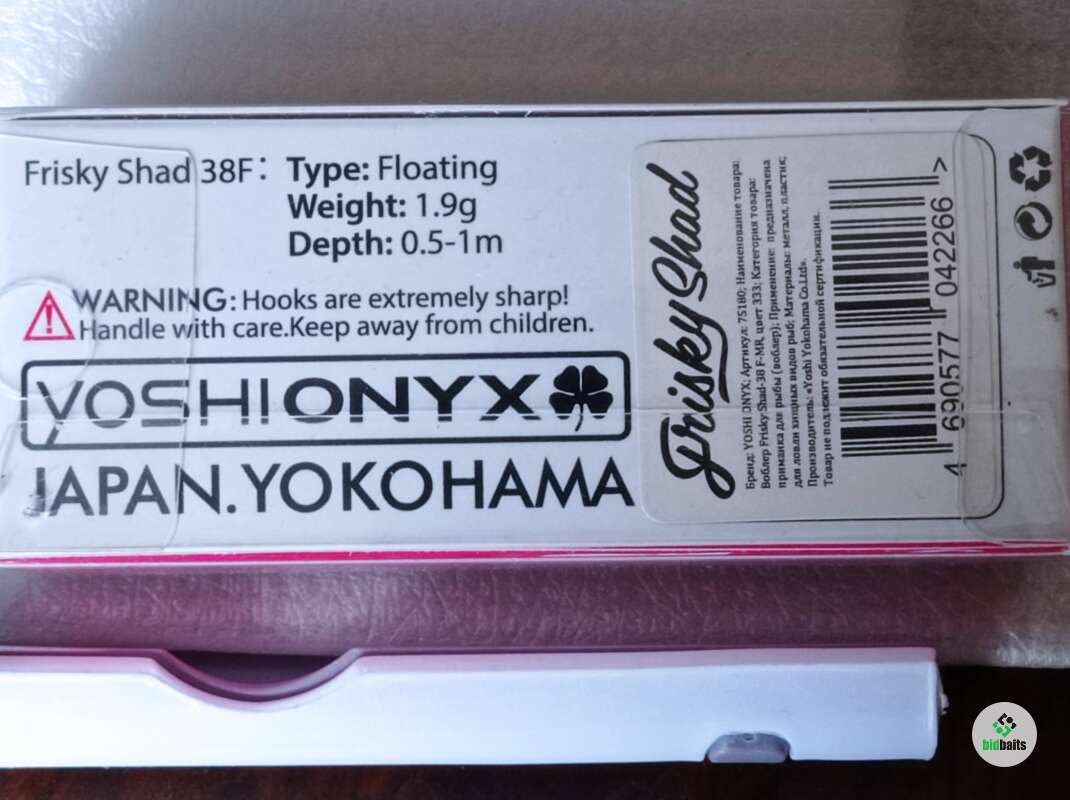 Frisky Shad 38F: Type: Floating
Weight: 1.9g
Depth: 0.5-1m
WARNING: Hooks are extremely sharp!
Handle with care.Keep away from children.
YOSHI ONYX
JAPAN.YOKOHAMA
Frisky Shad
Бренд: YOSHI ONYX; Артикул: 75180; Наименование товара:
Воблер Frisky Shad-38 F-MR, цвет 333; Категория товара:
приманка для рыбы (воблер); Применение: предназначена
для ловли хищных видов рыб; Материалы: металл, пластик;
Производитель: «Yoshi Yokohama Co.Ltd».
Товар не подлежит обязательной сертификации.
4 690577 042266 >
bidbaits